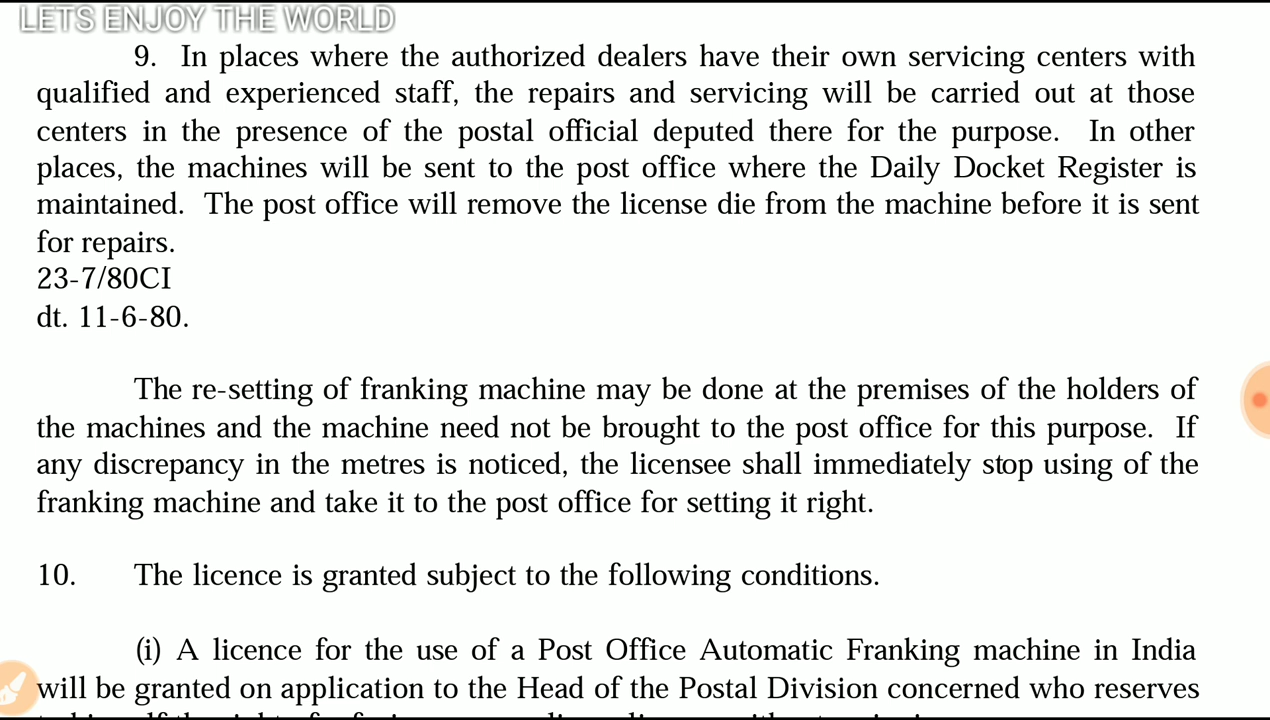 LETS ENJOY THE WORLD
9. In places where the authorized dealers have their own servicing centers with
qualified and experienced staff, the repairs and servicing will be carried out at those
centers in the presence of the postal official deputed there for the purpose. In other
places, the machines will be sent to the post office where the Daily Docket Register is
maintained. The post office will remove the license die from the machine before it is sent
for repairs.
23-7/80CI
dt. 11-6-80.
The re-setting of franking machine may be done at the premises of the holders of
the machines and the machine need not be brought to the post office for this purpose. If
any discrepancy in the metres is noticed, the licensee shall immediately stop using of the
franking machine and take it to the post office for setting it right.
10. The licence is granted subject to the following conditions.
(i) A licence for the use of a Post Office Automatic Franking machine in India
will be granted on application to the Head of the Postal Division concerned who reserves